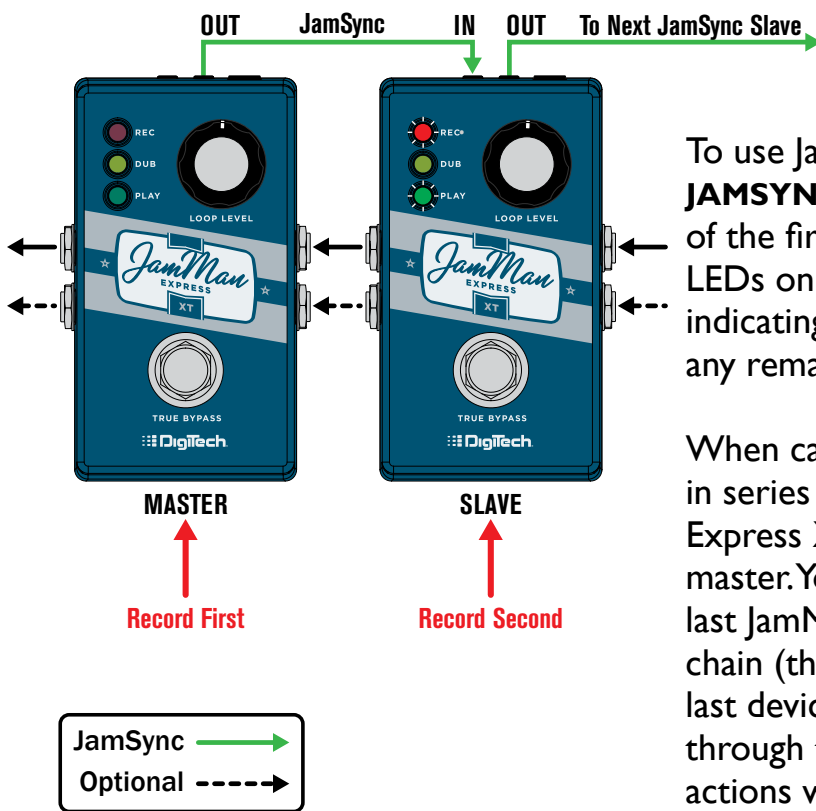 OUT JamSync IN OUT To Next JamSync Slave
REC
DUB
PLAY
LOOP LEVEL
JamMan
EXPRESS
XT
TRUE BYPASS
DigiTech
MASTER
Record First
REC
DUB
PLAY
LOOP LEVEL
JamMan
EXPRESS
XT
TRUE BYPASS
DigiTech
SLAVE
Record Second
JamSync
Optional
To use Ja
JAMSYN
of the fir
LEDs on
indicating
any rema
When ca
in series
Express X
master. Yo
last JamM
chain (th
last devic
through t
actions v